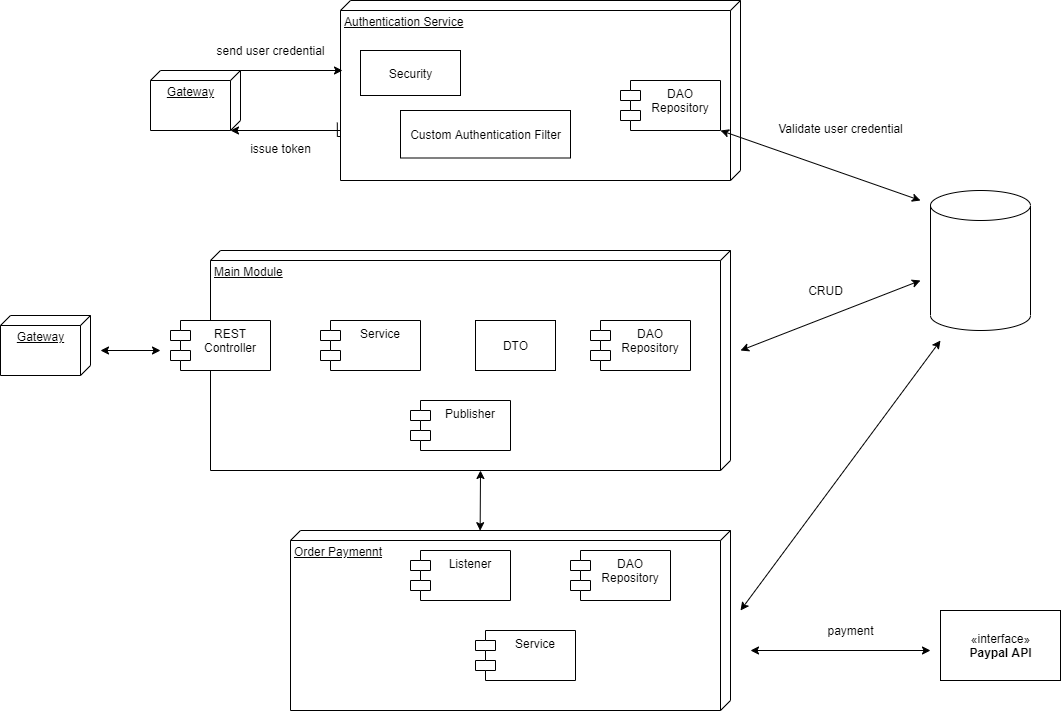 Authentication Service
send user credential
Security
Gateway
DAO
Repository
Custom Authentication Filter
Validate user credential
issue token
Main Module
CRUD
Gateway
REST
Controller
Service
DTO
DAO
Repository
Publisher
Order Paymennt
Listener
DAO
Repository
Service
payment
«interface»
Paypal API